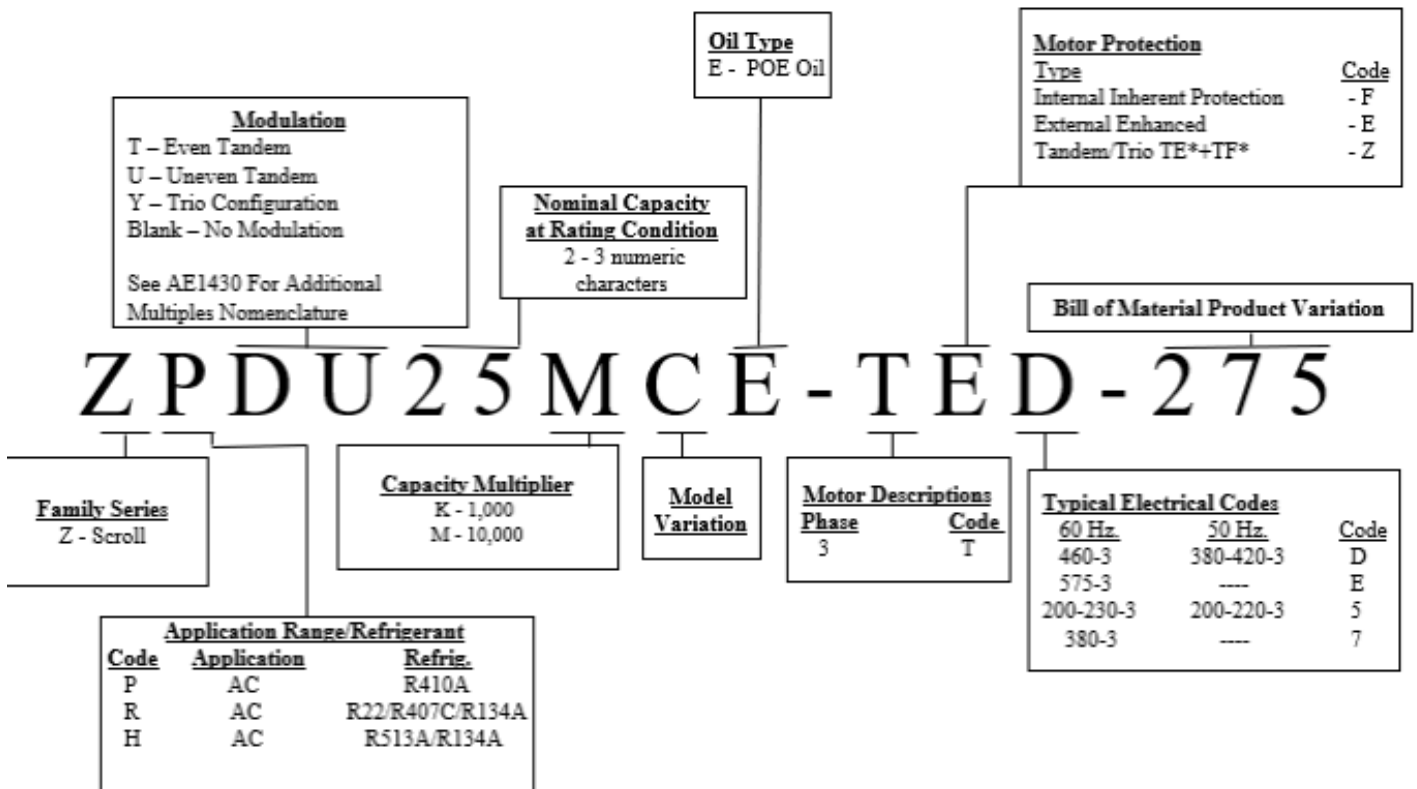 Oil Type
E - POE Oil
Motor Protection
Type Code
Internal Inherent Protection - F
External Enhanced - E
Tandem/Trio TE*+TF* - Z
Modulation
T – Even Tandem
U – Uneven Tandem
Y – Trio Configuration
Blank – No Modulation
See AE1430 For Additional
Multiples Nomenclature
Nominal Capacity
at Rating Condition
2 - 3 numeric
characters
Bill of Material Product Variation
ZPDU25MCE-TED-275
Family Series
Z - Scroll
Capacity Multiplier
K - 1,000
M - 10,000
Model
Variation
Motor Descriptions
Phase Code
3 T
Typical Electrical Codes
60 Hz. 50 Hz. Code
460-3 380-420-3 D
575-3 ---- E
200-230-3 200-220-3 5
380-3 ---- 7
Application Range/Refrigerant
Code Application Refrig.
P AC R410A
R AC R22/R407C/R134A
H AC R513A/R134A